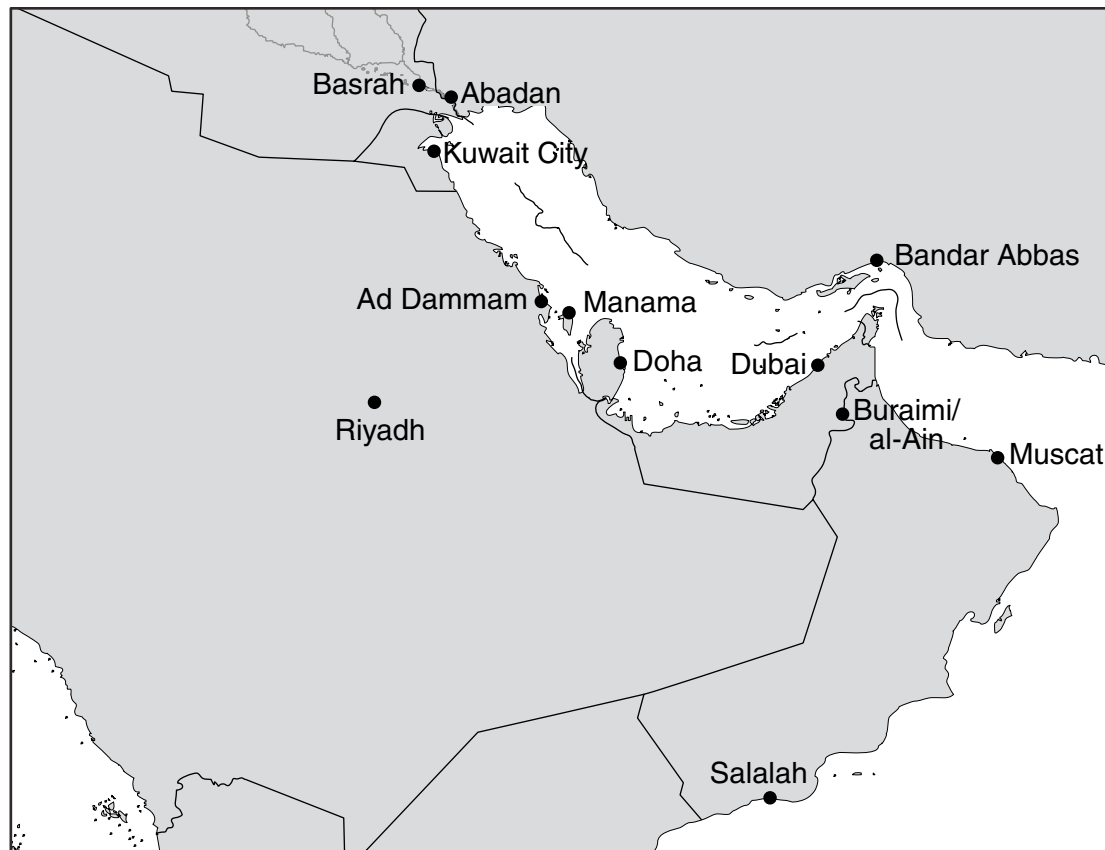 Basrah
Abadan
Kuwait City
Bandar Abbas
Ad Dammam
Manama
Doha
Dubai
Riyadh
Buraimi/
al-Ain
Muscat
Salalah